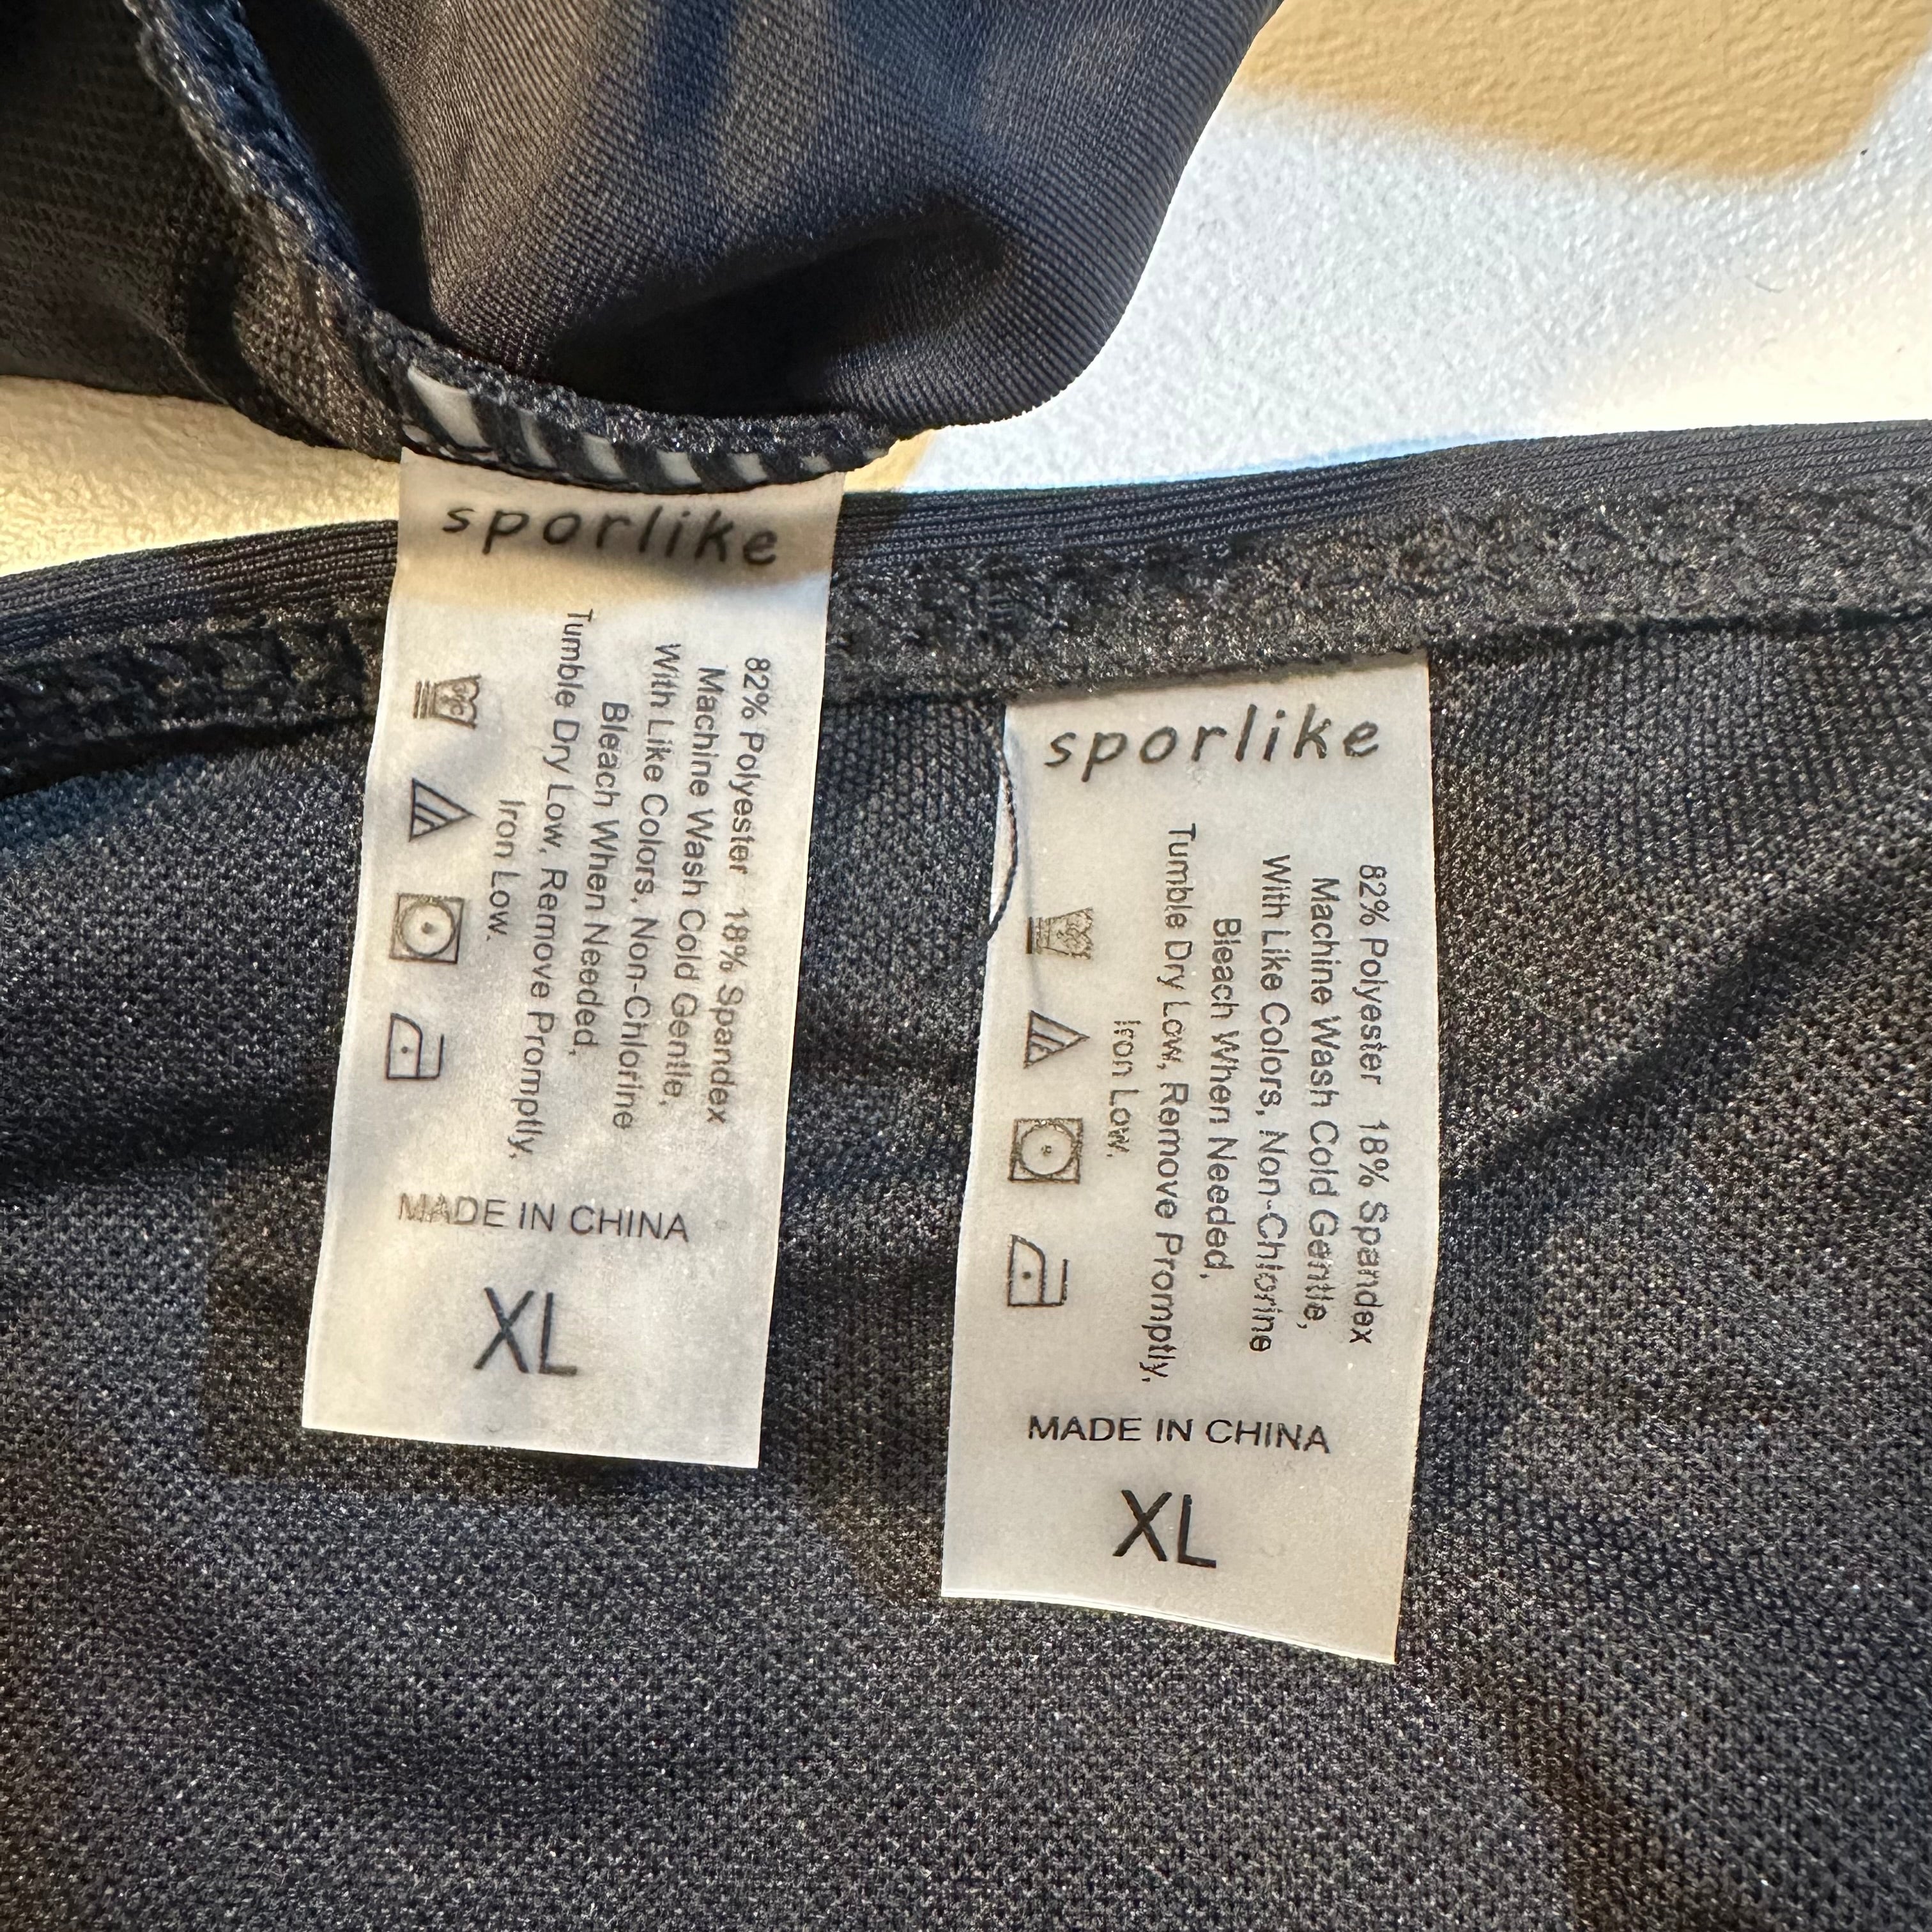 sporlike
82% Polyester 18% Spandex
Machine Wash Cold Gentle,
With Like Colors, Non-Chlorine
Bleach When Needed,
Tumble Dry Low, Remove Promptly,
Iron Low.
MADE IN CHINA
XL
sporlike
82% Polyester 18% Spandex
Machine Wash Cold Gentle,
With Like Colors, Non-Chlorine
Bleach When Needed,
Tumble Dry Low, Remove Promptly,
Iron Low.
MADE IN CHINA
XL